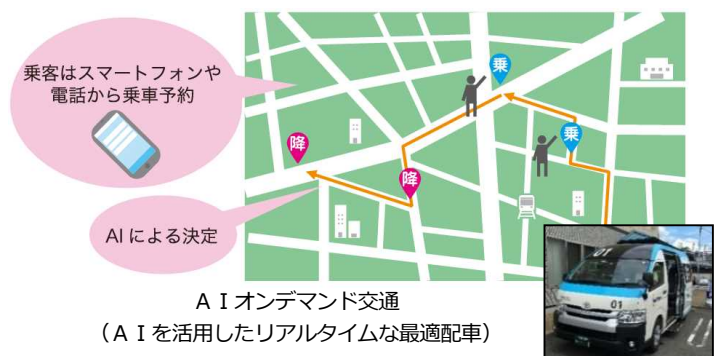 乗客はスマートフォンや
電話から乗車予約
乗
乗
降
降
AIによる決定
01
01
ＡＩオンデマンド交通
（ＡＩを活用したリアルタイムな最適配車）